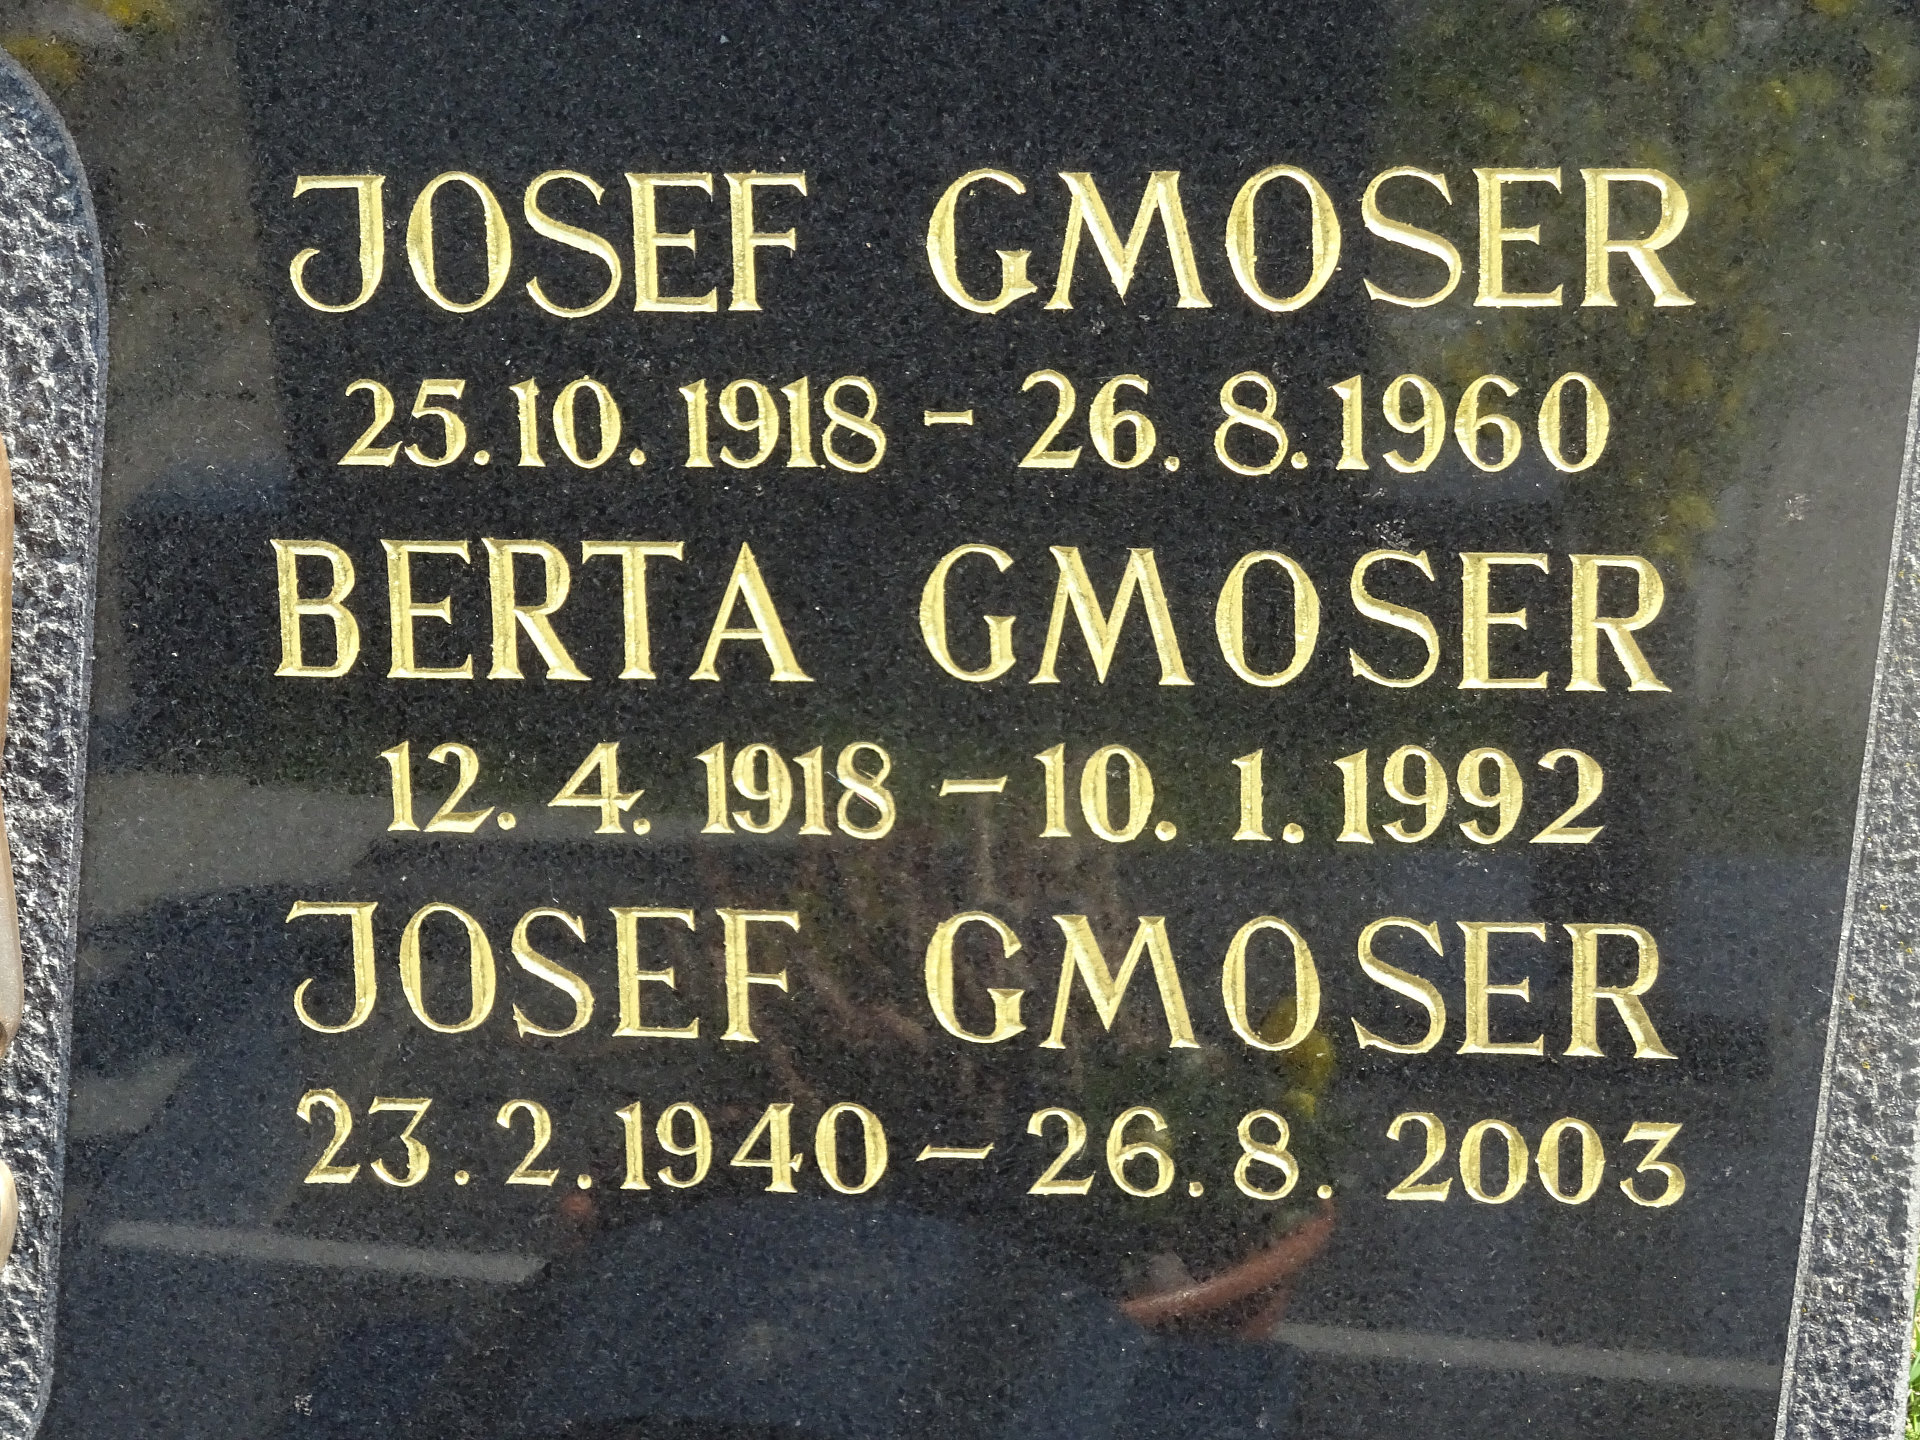 JOSEF GMOSER
25.10.1918 - 26.8.1960
BERTA GMOSER
12.4.1918 - 10.1.1992
JOSEF GMOSER
23.2.1940 - 26.8.2003